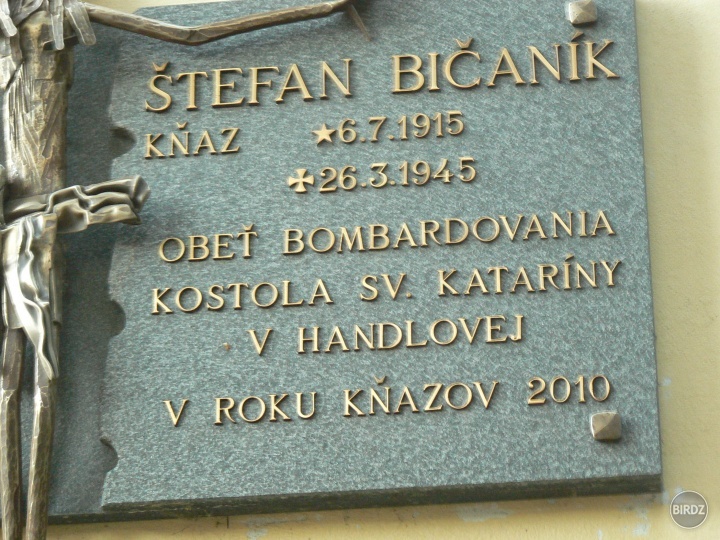 ŠTEFAN BIČANÍK
KŇAZ ★6.7.1915
✠26.3.1945
OBEŤ BOMBARDOVANIA
KOSTOLA SV. KATARÍNY
V HANDLOVEJ
V ROKU KŇAZOV 2010
BIRDZ